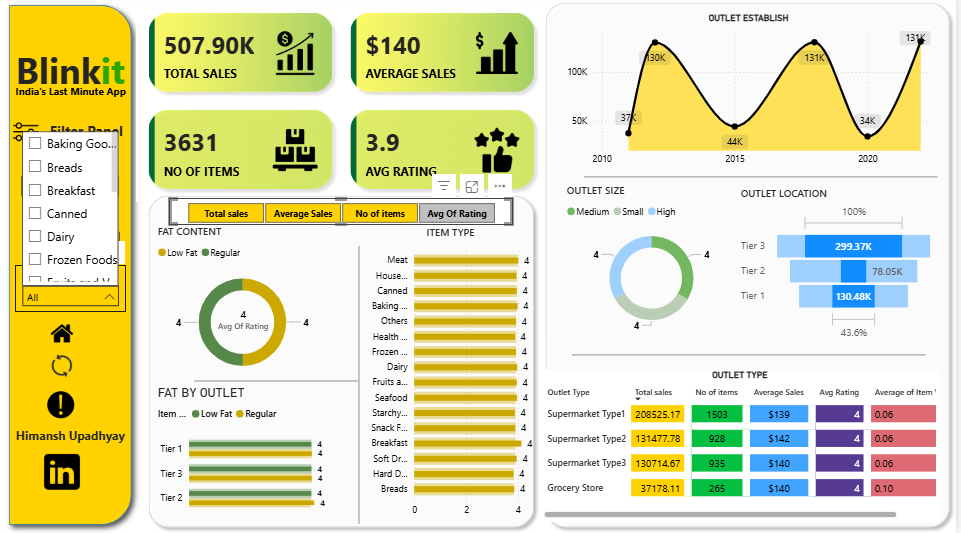 Blinkit
India's Last Minute App
Filter Panel
Baking Goo...
Breads
Breakfast
Canned
Dairy
Frozen Foods
All
Himansh Upadhyay
in
507.90K
TOTAL SALES
$140
AVERAGE SALES
3631
NO OF ITEMS
3.9
AVG RATING
Total sales Average Sales No of items Avg Of Rating
FAT CONTENT
Low Fat Regular
4
4
Avg Of Rating
4
FAT BY OUTLET
Item ... Low Fat Regular
Tier 1 4
4
Tier 3 4
4
Tier 2 4
4
ITEM TYPE
Meat 4
House... 4
Canned 4
Baking ... 4
Others 4
Health ... 4
Frozen ... 4
Dairy 4
Fruits a... 4
Seafood 4
Starchy... 4
Snack F... 4
Breakfast 4
Soft Dr... 4
Hard D... 4
Breads 4
0 2 4
OUTLET ESTABLISH
100K
50K
37K
130K
44K
131K
34K
131K
2010 2015 2020
OUTLET SIZE
Medium Small High
4
4
4
OUTLET LOCATION
100%
Tier 3 299.37K
Tier 2 78.05K
Tier 1 130.48K
43.6%
OUTLET TYPE
Outlet Type Total sales No of items Average Sales Avg Rating Average of Item
Supermarket Type1 208525.17 1503 $139 4 0.06
Supermarket Type2 131477.78 928 $142 4 0.06
Supermarket Type3 130714.67 935 $140 4 0.06
Grocery Store 37178.11 265 $140 4 0.10